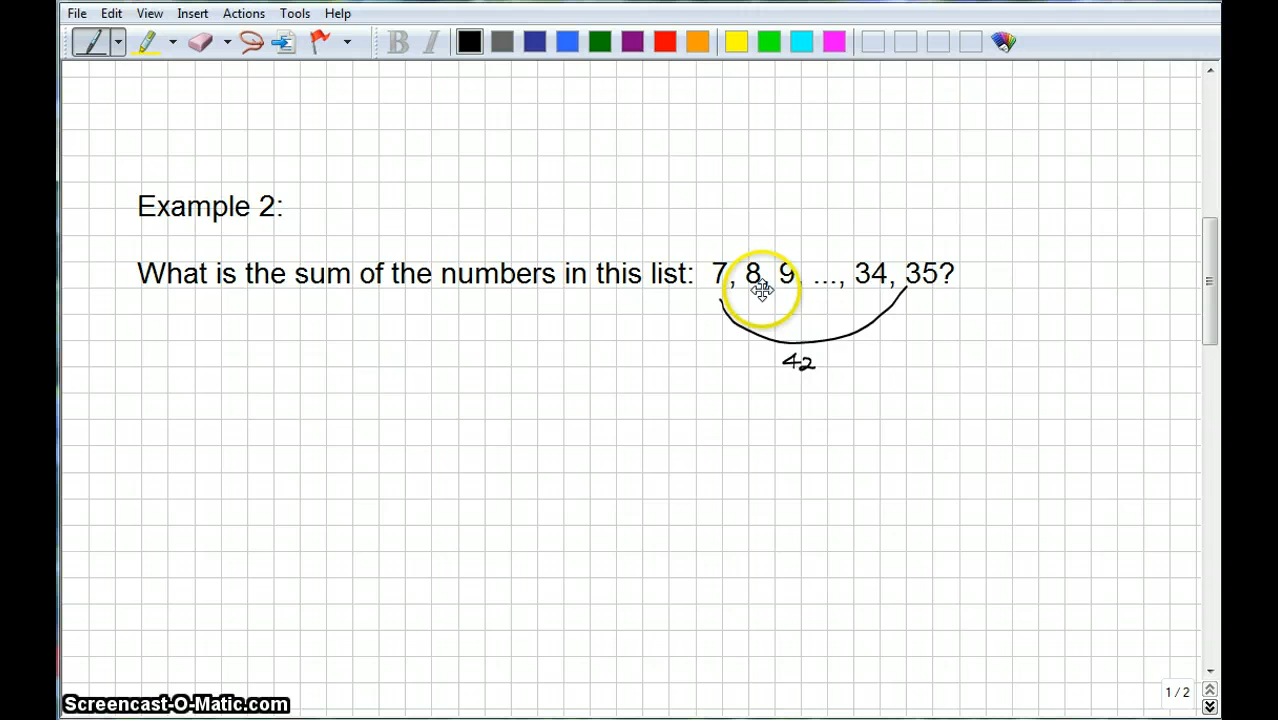 File Edit View Insert Actions Tools Help
B I
Example 2:
What is the sum of the numbers in this list: 7, 8, 9, ..., 34, 35?
42
1 / 2
Screencast-O-Matic.com